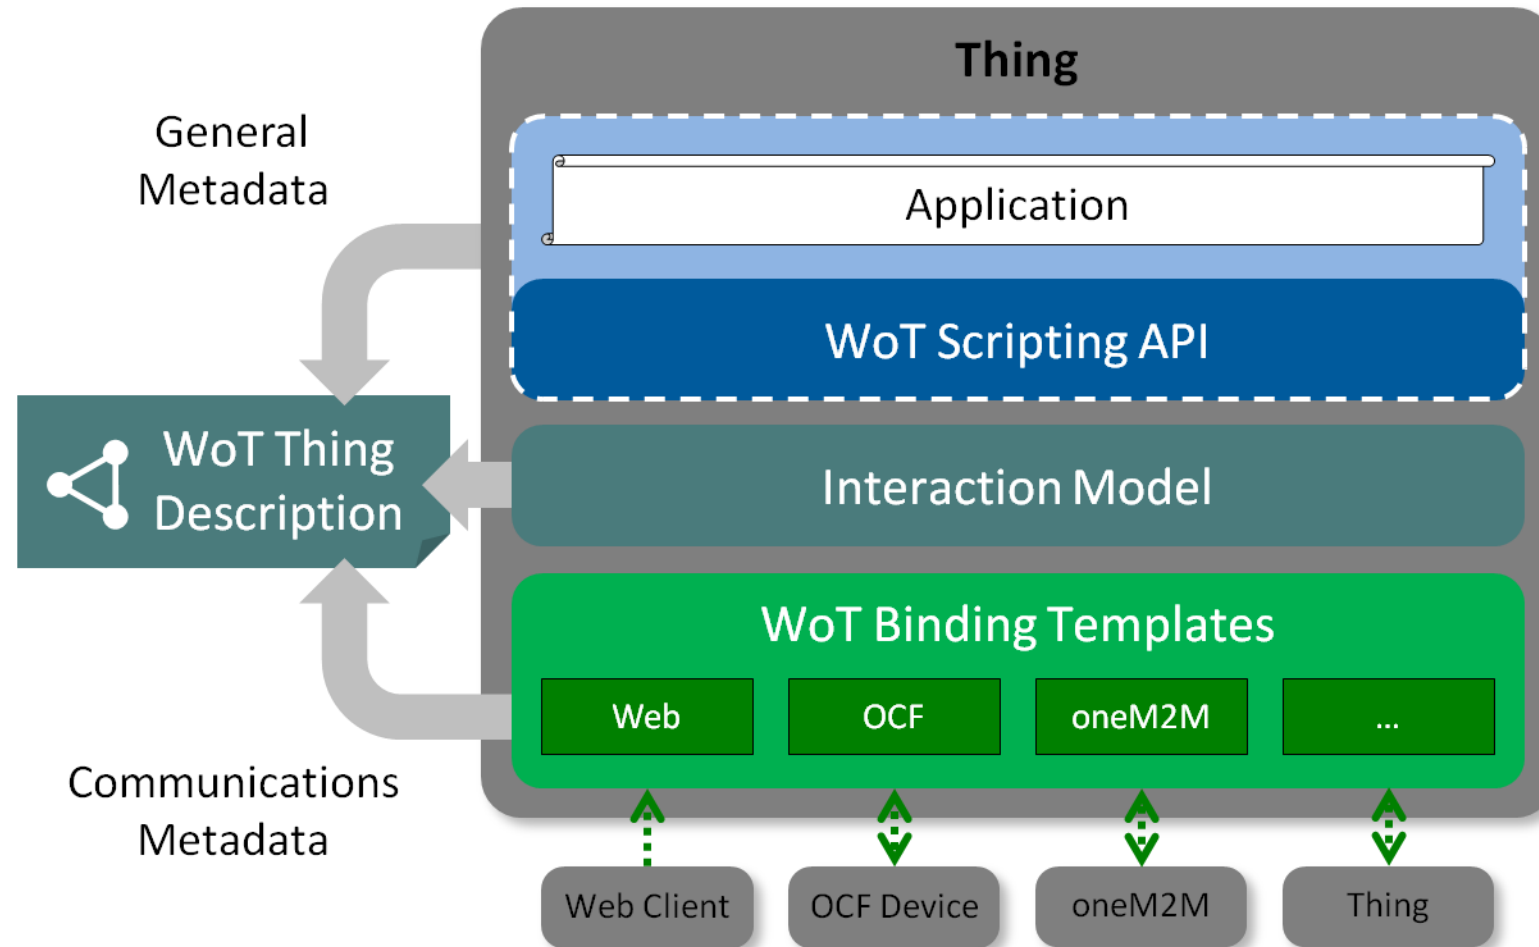 Thing
General
Metadata
Application
WoT Scripting API
WoT Thing
Description
Interaction Model
WoT Binding Templates
Web
OCF
oneM2M
...
Communications
Metadata
Web Client
OCF Device
oneM2M
Thing